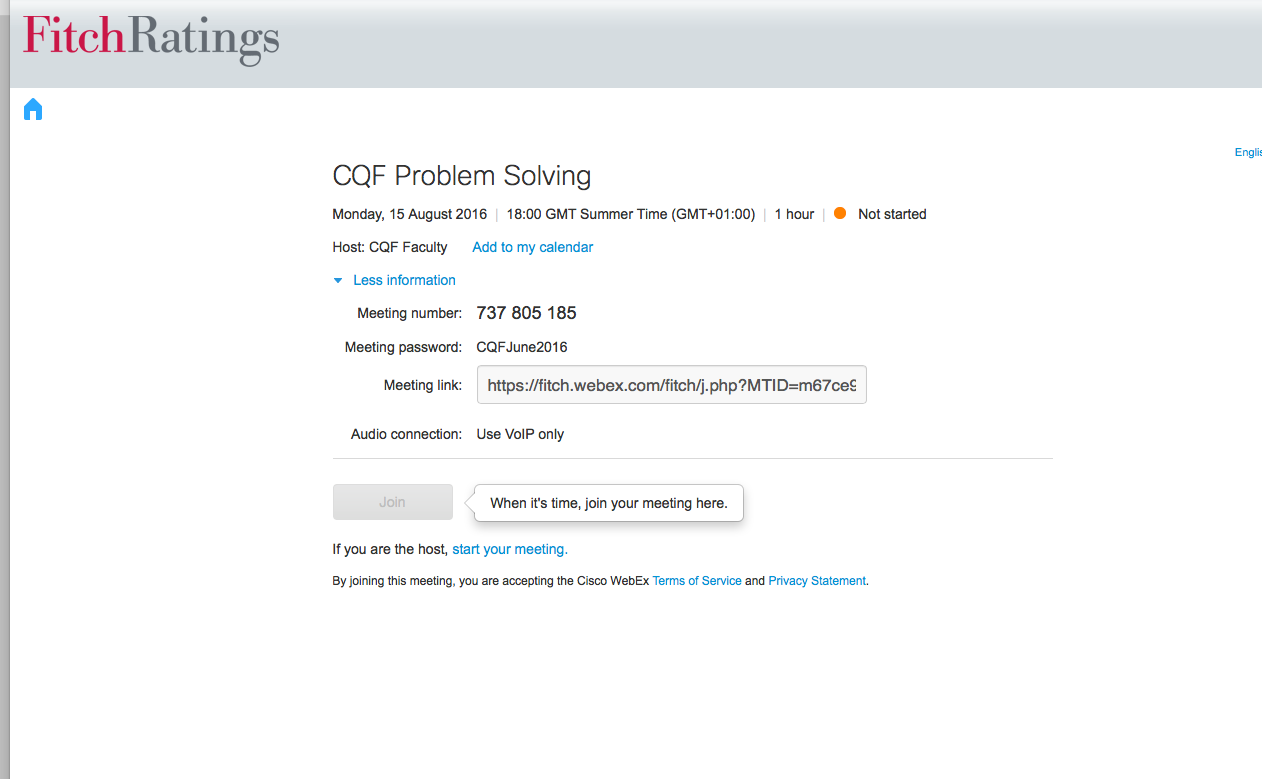 FitchRatings
CQF Problem Solving
Monday, 15 August 2016 | 18:00 GMT Summer Time (GMT+01:00) | 1 hour | Not started
Host: CQF Faculty Add to my calendar
Less information
Meeting number: 737 805 185
Meeting password: CQFJune2016
Meeting link: https://fitch.webex.com/fitch/j.php?MTID=m67ce9
Audio connection: Use VoIP only
Join When it's time, join your meeting here.
If you are the host, start your meeting.
By joining this meeting, you are accepting the Cisco WebEx Terms of Service and Privacy Statement.